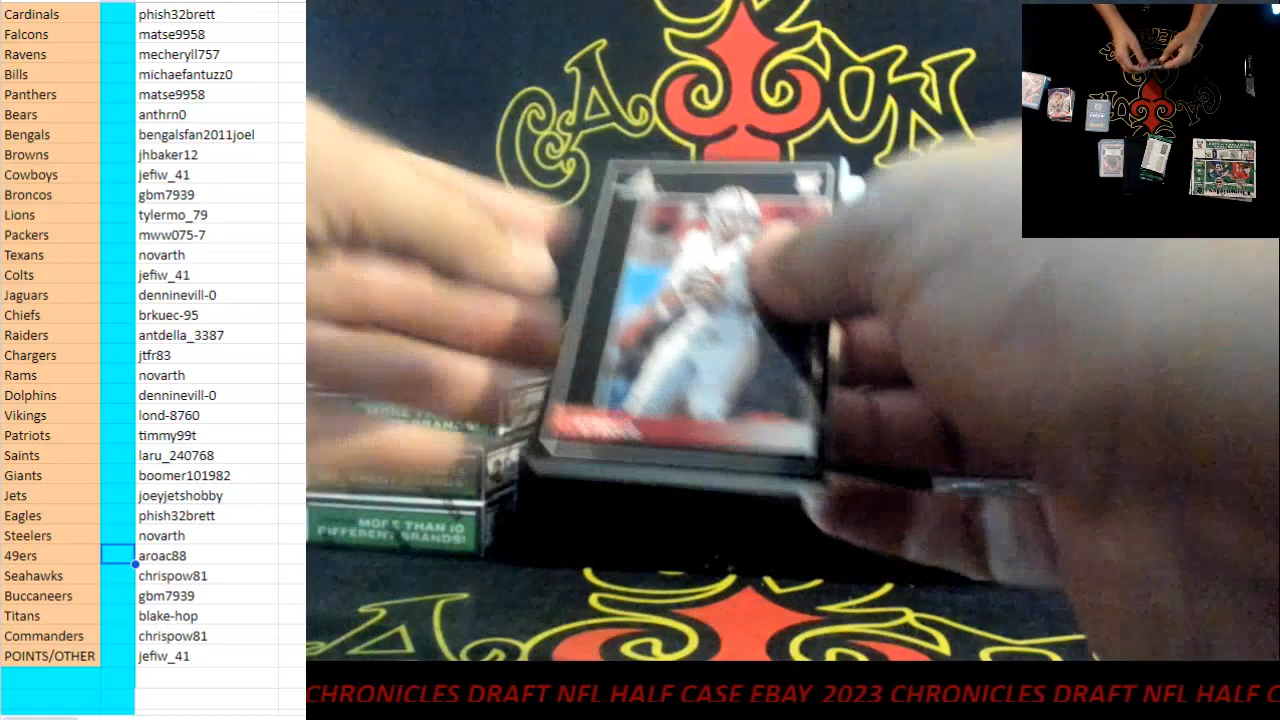 Cardinals phish32brett
Falcons matse9958
Ravens mecheryll757
Bills michaefantuzz0
Panthers matse9958
Bears anthrn0
Bengals bengalsfan2011joel
Browns jhbaker12
Cowboys jefiw_41
Broncos gbm7939
Lions tylermo_79
Packers mww075-7
Texans novarth
Colts jefiw_41
Jaguars denninevill-0
Chiefs brkuec-95
Raiders antdella_3387
Chargers jtfr83
Rams novarth
Dolphins denninevill-0
Vikings lond-8760
Patriots timmy99t
Saints laru_240768
Giants boomer101982
Jets joeyjetshobby
Eagles phish32brett
Steelers novarth
49ers aroac88
Seahawks chrispow81
Buccaneers gbm7939
Titans blake-hop
Commanders chrispow81
POINTS/OTHER jefiw_41
MORE THAN 10
DIFFERENT BRANDS!
CHRONICLES DRAFT NFL HALF CASE EBAY 2023 CHRONICLES DRAFT NFL HALF C